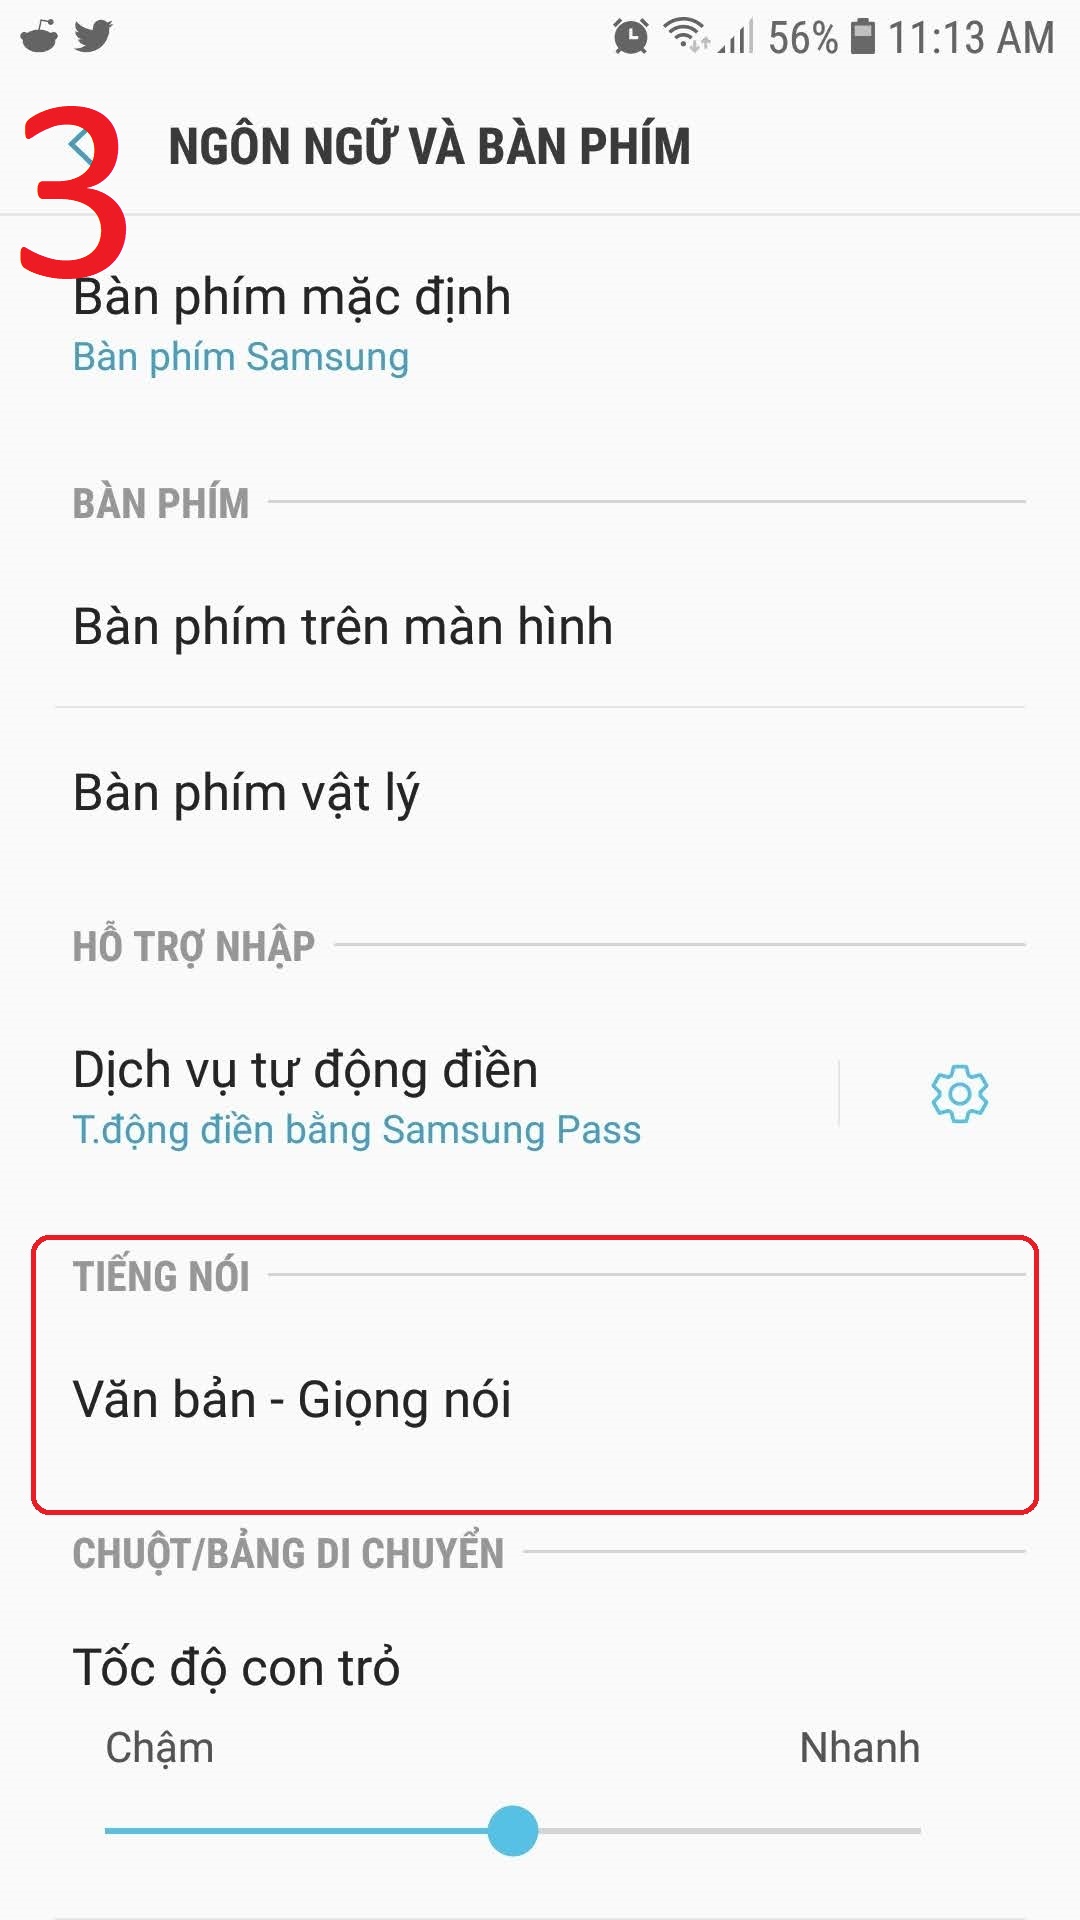 56% 11:13 AM
3
NGÔN NGỮ VÀ BÀN PHÍM
Bàn phím mặc định
Bàn phím Samsung
BÀN PHÍM
Bàn phím trên màn hình
Bàn phím vật lý
HỖ TRỢ NHẬP
Dịch vụ tự động điền
T.động điền bằng Samsung Pass
TIẾNG NÓI
Văn bản - Giọng nói
CHUỘT/BẢNG DI CHUYỂN
Tốc độ con trỏ
Chậm Nhanh